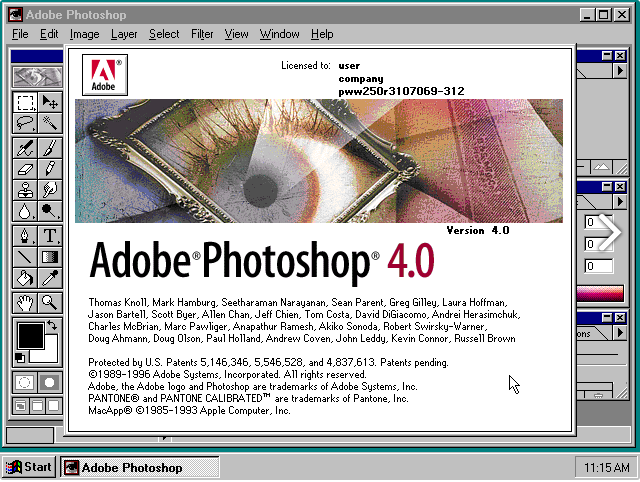 Adobe Photoshop
File Edit Image Layer Select Filter View Window Help
Adobe
Licensed to: user
company
pww250r3107069-312
Version 4.0
Adobe® Photoshop® 4.0
Thomas Knoll, Mark Hamburg, Seetharaman Narayanan, Sean Parent, Greg Gilley, Laura Hoffman,
Jason Bartell, Scott Byer, Allen Chan, Jeff Chien, Tom Costa, David DiGiacomo, Andrei Herasimchuk,
Charles McBrian, Marc Pawliger, Anapathur Ramesh, Akiko Sonoda, Robert Swirsky-Warner,
Doug Ahmann, Doug Olson, Paul Holland, Andrew Coven, John Leddy, Kevin Connor, Russell Brown
Protected by U.S. Patents 5,146,346, 5,546,528, and 4,837,613. Patents pending.
©1989-1996 Adobe Systems, Incorporated. All rights reserved.
Adobe, the Adobe logo and Photoshop are trademarks of Adobe Systems, Inc.
PANTONE® and PANTONE CALIBRATED™ are trademarks of Pantone, Inc.
MacApp® ©1985-1993 Apple Computer, Inc.
T
0
0
0
ons
Start
Adobe Photoshop
11:15 AM